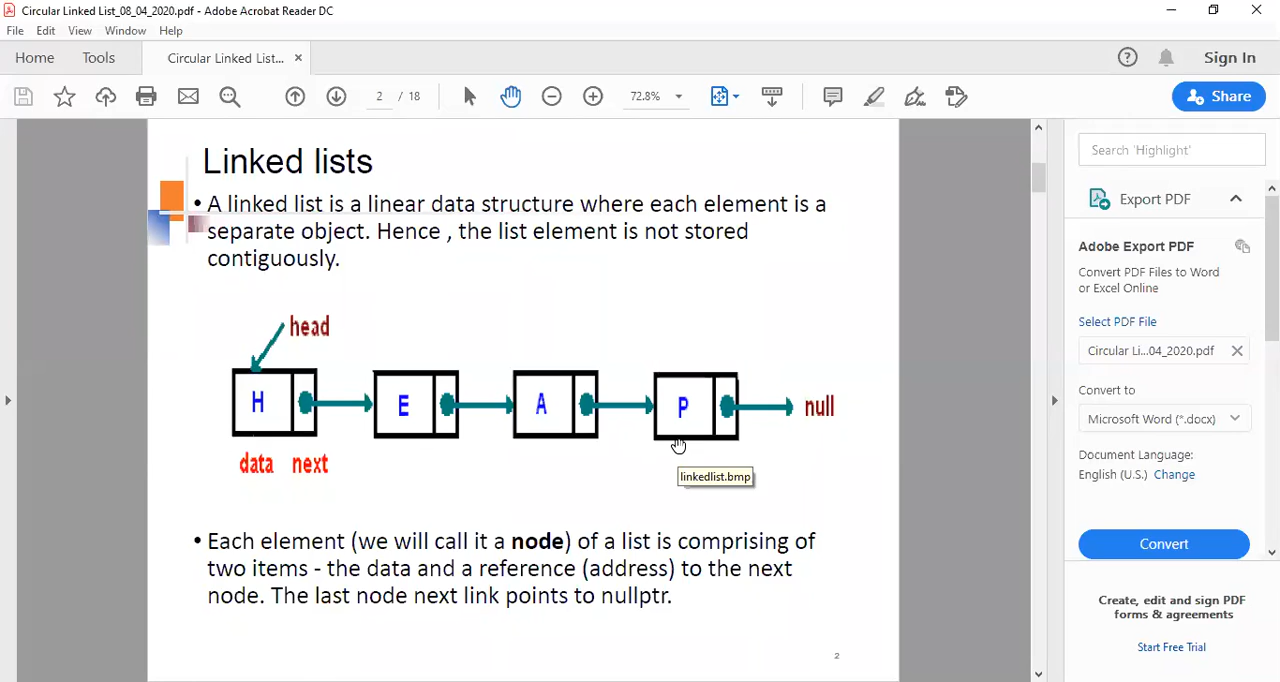 Circular Linked List_08_04_2020.pdf - Adobe Acrobat Reader DC
File Edit View Window Help
Home Tools Circular Linked List... × Sign In
2 / 18 72.8% Share
Linked lists
• A linked list is a linear data structure where each element is a
separate object. Hence , the list element is not stored
contiguously.
head
H E A P null
data next
linkedlist.bmp
• Each element (we will call it a node) of a list is comprising of
two items - the data and a reference (address) to the next
node. The last node next link points to nullptr.
2
Search 'Highlight'
Export PDF
Adobe Export PDF
Convert PDF Files to Word
or Excel Online
Select PDF File
Circular Li...04_2020.pdf
Convert to
Microsoft Word (*.docx)
Document Language:
English (U.S.) Change
Convert
Create, edit and sign PDF
forms & agreements
Start Free Trial